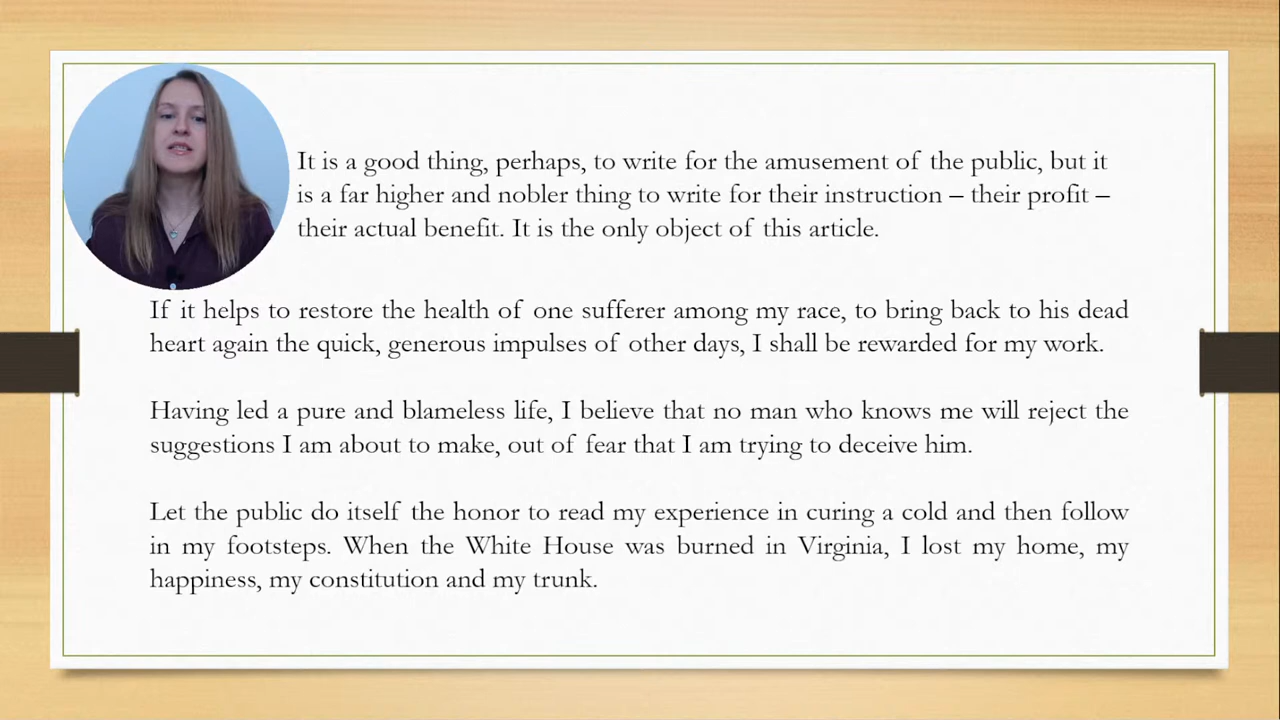 It is a good thing, perhaps, to write for the amusement of the public, but it
is a far higher and nobler thing to write for their instruction – their profit –
their actual benefit. It is the only object of this article.
If it helps to restore the health of one sufferer among my race, to bring back to his dead
heart again the quick, generous impulses of other days, I shall be rewarded for my work.
Having led a pure and blameless life, I believe that no man who knows me will reject the
suggestions I am about to make, out of fear that I am trying to deceive him.
Let the public do itself the honor to read my experience in curing a cold and then follow
in my footsteps. When the White House was burned in Virginia, I lost my home, my
happiness, my constitution and my trunk.